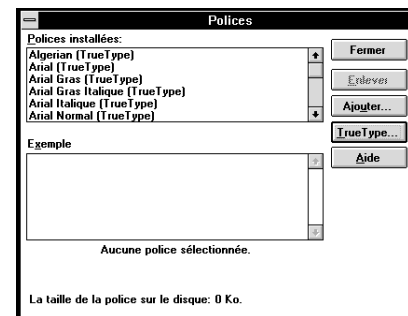 Polices
Polices installées:
Algerian (TrueType)
Arial (TrueType)
Arial Gras (TrueType)
Arial Gras Italique (TrueType)
Arial Italique (TrueType)
Arial Normal (TrueType)
Fermer
Enlever
Ajouter...
TrueType...
Aide
Exemple
Aucune police sélectionnée.
La taille de la police sur le disque: 0 Ko.